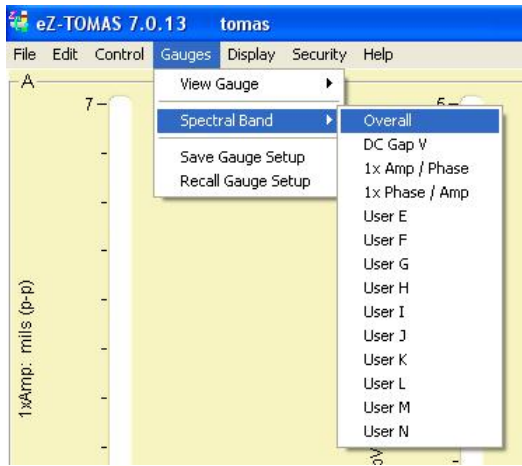 eZ-TOMAS 7.0.13 tomas
File Edit Control Gauges Display Security Help
A
View Gauge
7
Spectral Band
Overall
DC Gap V
Save Gauge Setup
1x Amp / Phase
Recall Gauge Setup
1x Phase / Amp
User E
User F
User G
User H
User I
User J
User K
User L
User M
User N
1xAmp: mils (p-p)